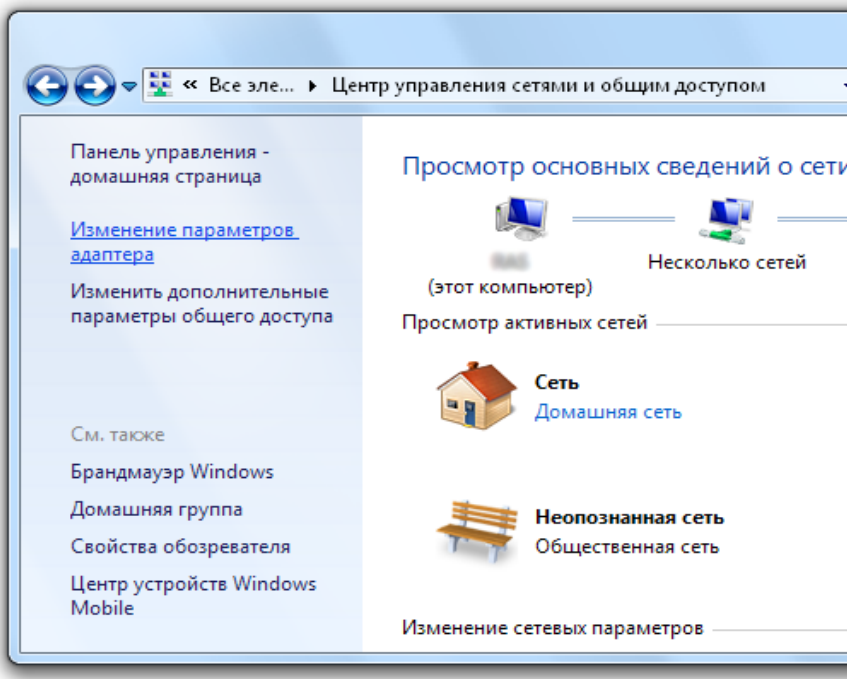 « Все эле... ▸ Центр управления сетями и общим доступом
Панель управления -
домашняя страница
Изменение параметров
адаптера
Изменить дополнительные
параметры общего доступа
См. также
Брандмауэр Windows
Домашняя группа
Свойства обозревателя
Центр устройств Windows
Mobile
Просмотр основных сведений о сети
(этот компьютер)
Несколько сетей
Просмотр активных сетей
Сеть
Домашняя сеть
Неопознанная сеть
Общественная сеть
Изменение сетевых параметров